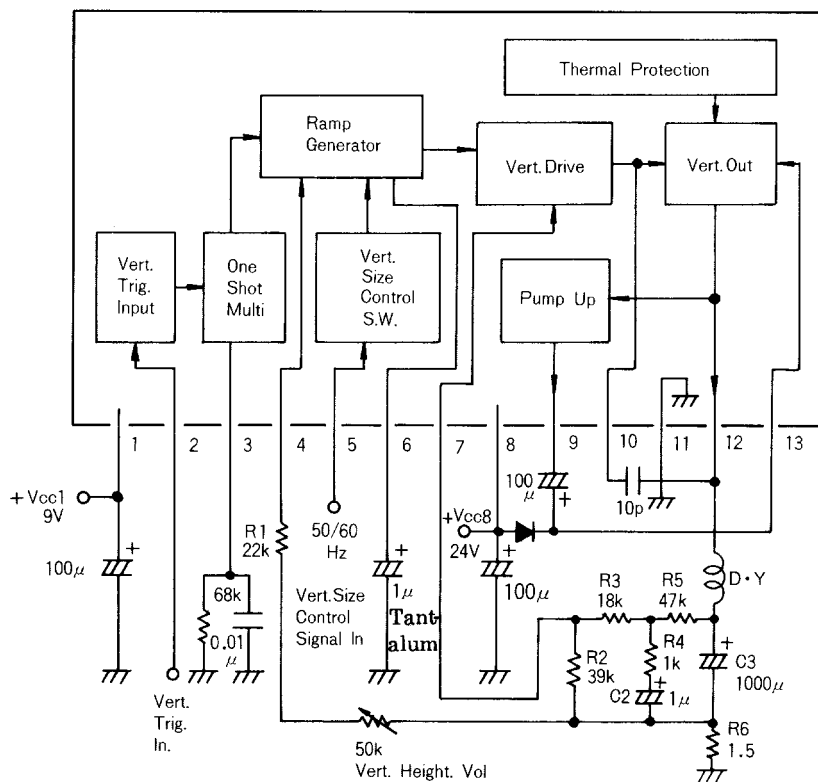 Thermal Protection
Ramp
Generator
Vert. Drive
Vert. Out
Vert.
Trig.
Input
One
Shot
Multi
Vert.
Size
Control
S.W.
Pump Up
1
2
3
4
5
6
7
8
9
10
11
12
13
+Vcc1
9V
100μ
+
68k
0.01
μ
Vert.
Trig.
In.
R1
22k
50/60
Hz
Vert. Size
Control
Signal In
+
1μ
Tant-
alum
+Vcc8
24V
100
μ
+
+
100μ
10p
D·Y
R3
18k
R5
47k
R2
39k
R4
1k
C2
+
1μ
+
C3
1000μ
R6
1.5
50k
Vert. Height. Vol